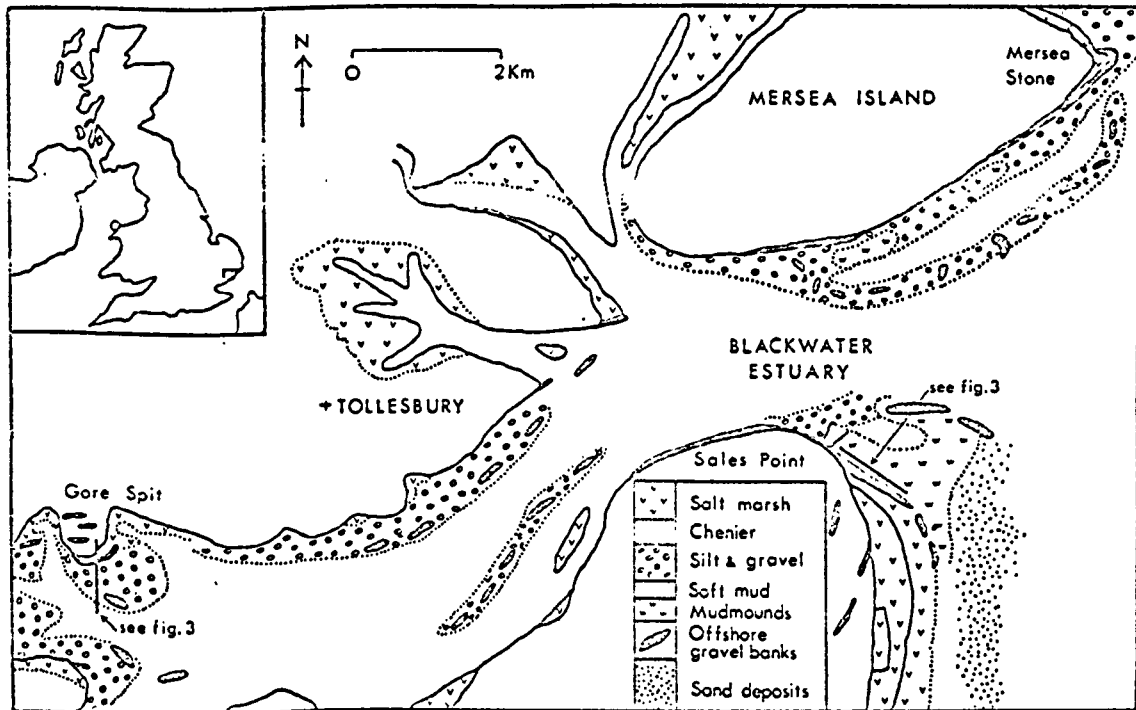 N
0
2Km
Mersea
Stone
MERSEA ISLAND
BLACKWATER
ESTUARY
see fig.3
+TOLLESBURY
Gore Spit
see fig.3
Sales Point
Salt marsh
Chenier
Silt & gravel
Soft mud
Mudmounds
Offshore
gravel banks
Sand deposits